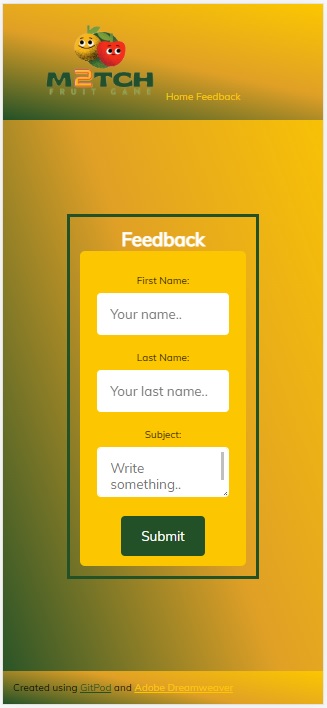 M2TCH
FRUIT GAME
Home Feedback
Feedback
First Name:
Your name..
Last Name:
Your last name..
Subject:
Write
something..
Submit
Created using GitPod and Adobe Dreamweaver